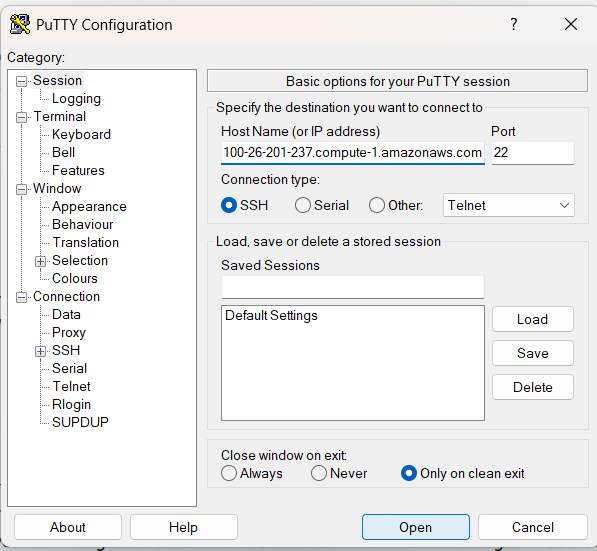 PuTTY Configuration
?
Category:
Session
Logging
Terminal
Keyboard
Bell
Features
Window
Appearance
Behaviour
Translation
Selection
Colours
Connection
Data
Proxy
SSH
Serial
Telnet
Rlogin
SUPDUP
Basic options for your PuTTY session
Specify the destination you want to connect to
Host Name (or IP address) Port
100-26-201-237.compute-1.amazonaws.com 22
Connection type:
SSH Serial Other: Telnet
Load, save or delete a stored session
Saved Sessions
Default Settings
Load
Save
Delete
Close window on exit:
Always Never Only on clean exit
About Help Open Cancel